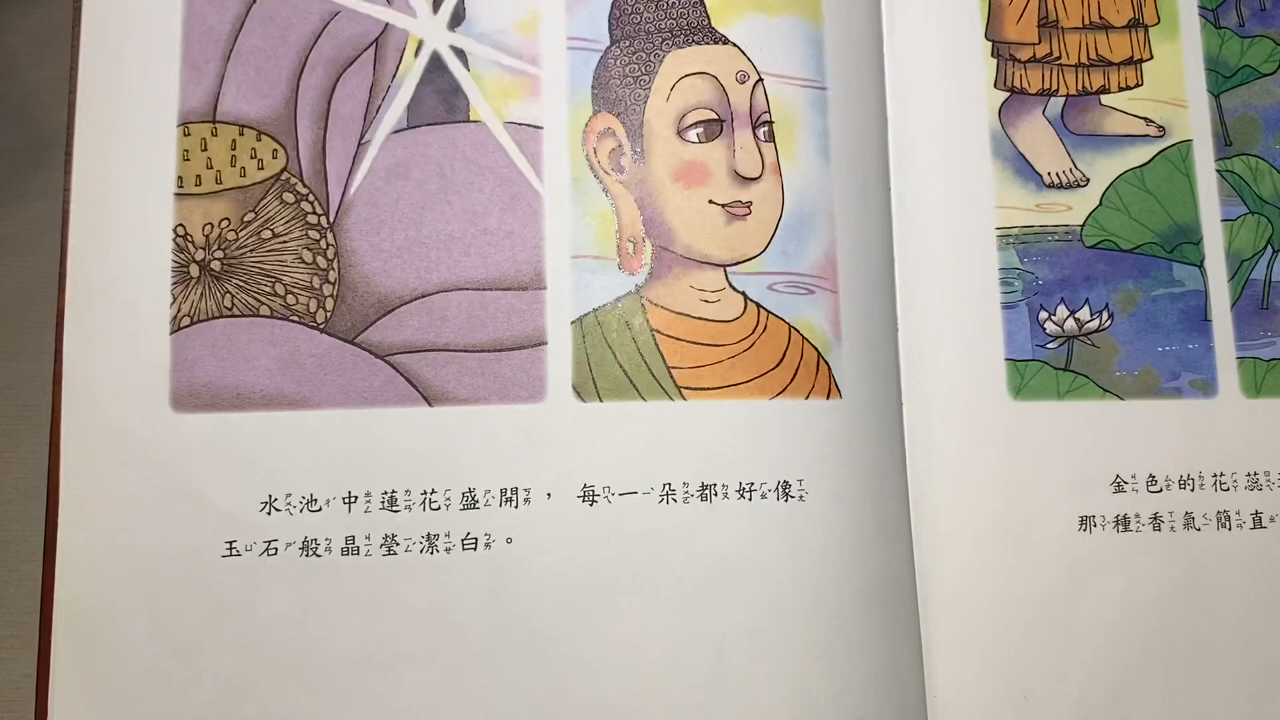 水池中蓮花盛開，每一朵都好像
玉石般晶瑩潔白。
金色的花蕊
那種香氣簡直